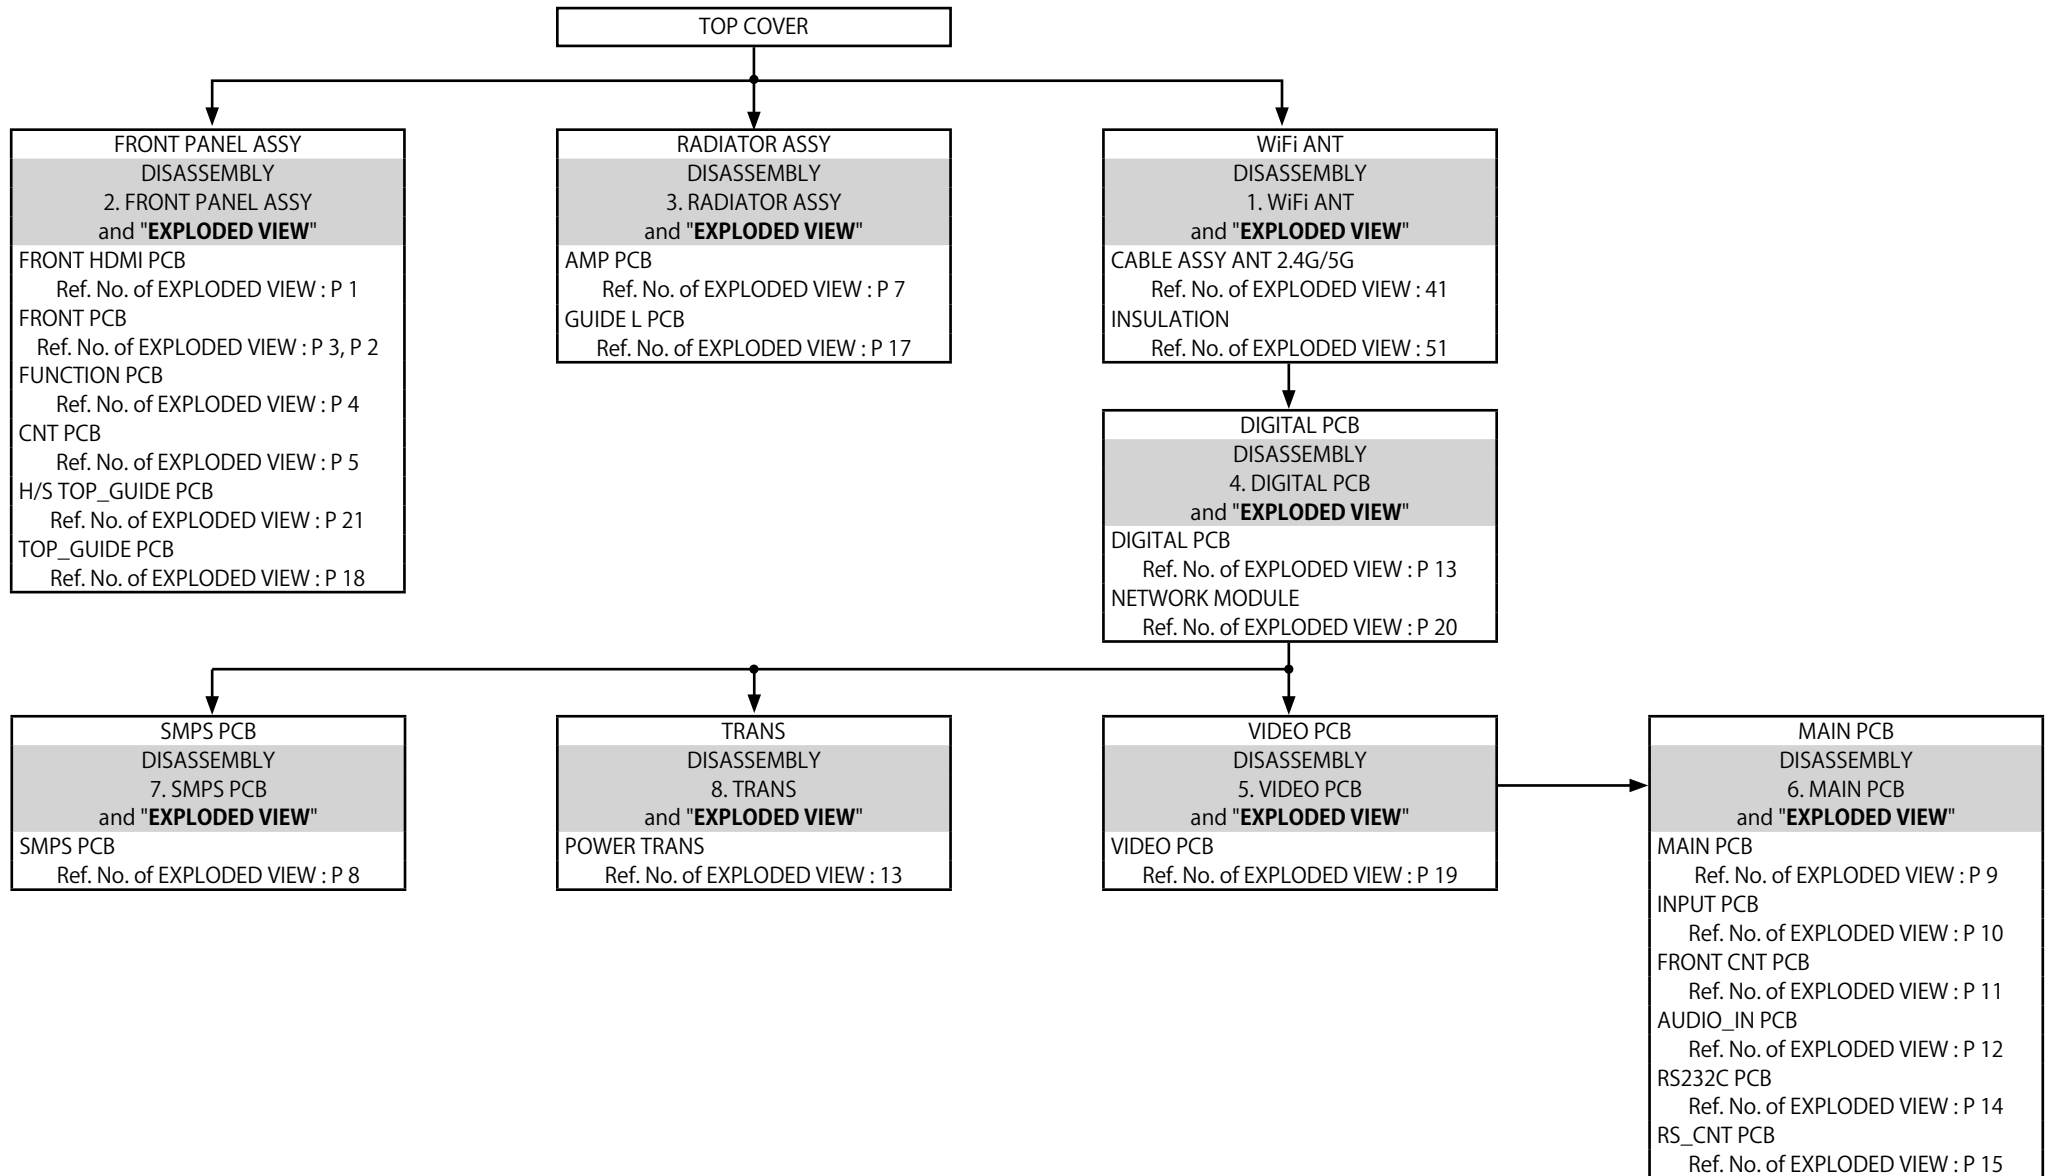 TOP COVER
FRONT PANEL ASSY
DISASSEMBLY
2. FRONT PANEL ASSY
and "EXPLODED VIEW"
FRONT HDMI PCB
Ref. No. of EXPLODED VIEW : P 1
FRONT PCB
Ref. No. of EXPLODED VIEW : P 3, P 2
FUNCTION PCB
Ref. No. of EXPLODED VIEW : P 4
CNT PCB
Ref. No. of EXPLODED VIEW : P 5
H/S TOP_GUIDE PCB
Ref. No. of EXPLODED VIEW : P 21
TOP_GUIDE PCB
Ref. No. of EXPLODED VIEW : P 18
RADIATOR ASSY
DISASSEMBLY
3. RADIATOR ASSY
and "EXPLODED VIEW"
AMP PCB
Ref. No. of EXPLODED VIEW : P 7
GUIDE L PCB
Ref. No. of EXPLODED VIEW : P 17
WiFi ANT
DISASSEMBLY
1. WiFi ANT
and "EXPLODED VIEW"
CABLE ASSY ANT 2.4G/5G
Ref. No. of EXPLODED VIEW : 41
INSULATION
Ref. No. of EXPLODED VIEW : 51
DIGITAL PCB
DISASSEMBLY
4. DIGITAL PCB
and "EXPLODED VIEW"
DIGITAL PCB
Ref. No. of EXPLODED VIEW : P 13
NETWORK MODULE
Ref. No. of EXPLODED VIEW : P 20
SMPS PCB
DISASSEMBLY
7. SMPS PCB
and "EXPLODED VIEW"
SMPS PCB
Ref. No. of EXPLODED VIEW : P 8
TRANS
DISASSEMBLY
8. TRANS
and "EXPLODED VIEW"
POWER TRANS
Ref. No. of EXPLODED VIEW : 13
VIDEO PCB
DISASSEMBLY
5. VIDEO PCB
and "EXPLODED VIEW"
VIDEO PCB
Ref. No. of EXPLODED VIEW : P 19
MAIN PCB
DISASSEMBLY
6. MAIN PCB
and "EXPLODED VIEW"
MAIN PCB
Ref. No. of EXPLODED VIEW : P 9
INPUT PCB
Ref. No. of EXPLODED VIEW : P 10
FRONT CNT PCB
Ref. No. of EXPLODED VIEW : P 11
AUDIO_IN PCB
Ref. No. of EXPLODED VIEW : P 12
RS232C PCB
Ref. No. of EXPLODED VIEW : P 14
RS_CNT PCB
Ref. No. of EXPLODED VIEW : P 15